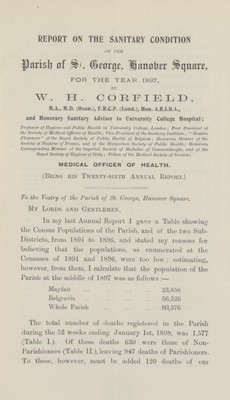 REPORT ON THE SANITARY CONDITION
OF THE
Parish of St. George, Hanover Square,
FOR THE YEAR 1897,
BY
W. H. CORFIELD,
M.A., M.D. (Oxon.), F.R.C.P. (Lond.), Hon. A.R.I.B.A.,
and Honorary Sanitary Adviser to University College Hospital;
Professor of Hygiene and Public Health in University College, London; Past President of
the Society of Medical Officers of Health; Vice-President of the Sanitary Institute; "Membre
d'honneur" of the Royal Society of Public Health of Belgium; Honorary Member of the
Society of Hygiene of France, and of the Hungarian Society of Public Health; Honorary
Corresponding Member of the Imperial Society of Medicine of Constantinople, and of the
Royal Society of Hygiene of Italy; Fellow of the Medical Society of London;
MEDICAL OFFICER OF HEALTH.
(BEING HIS TWENTY-SIXTH ANNUAL REPORT.)
To the Vestry of the Parish of St. George, Hanover Square.
MY LORDS AND GENTLEMEN,
In my last Annual Report I gave a Table showing
the Census Populations of the Parish, and of the two Sub-
Districts, from 1891 to 1896, and stated my reasons for
believing that the populations, as enumerated at the
Censuses of 1891 and 1896, were too low; estimating,
however, from them, I calculate that the population of the
Parish at the middle of 1897 was as follows:—
Mayfair 23,850
Belgravia 56,526
Whole Parish 80,376
The total number of deaths registered in the Parish
during the 52 weeks ending January 1st, 1898, was 1,577
(Table I.). Of these deaths 630 were those of Non-
Parishioners (Table II.), leaving 947 deaths of Parishioners.
To these, however, must be added 120 deaths of our